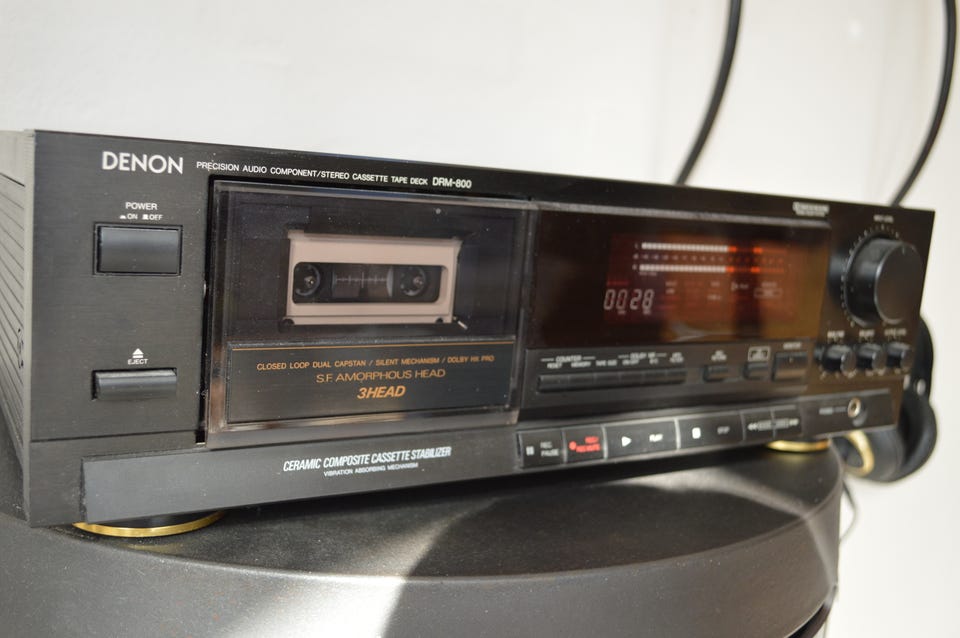 DENON PRECISION AUDIO COMPONENT/STEREO CASSETTE TAPE DECK DRM-800
POWER
ON OFF
EJECT
CLOSED LOOP DUAL CAPSTAN / SILENT MECHANISM / DOLBY HX PRO
S.F. AMORPHOUS HEAD
3HEAD
CERAMIC COMPOSITE CASSETTE STABILIZER
VIBRATION ABSORBING MECHANISM
0028
COUNTER
RESET MEMORY
REC
PAUSE
REC/
REC MUTE
PLAY
STOP